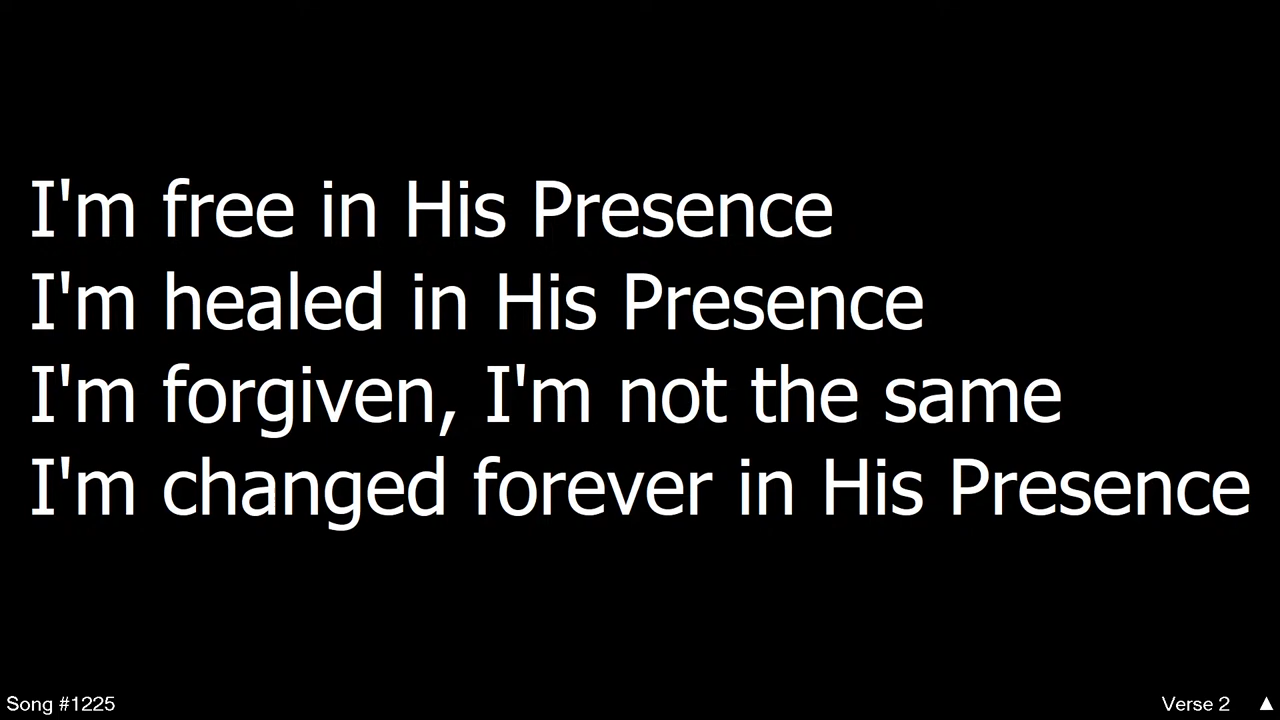 I'm free in His Presence
I'm healed in His Presence
I'm forgiven, I'm not the same
I'm changed forever in His Presence
Song #1225
Verse 2 ▲